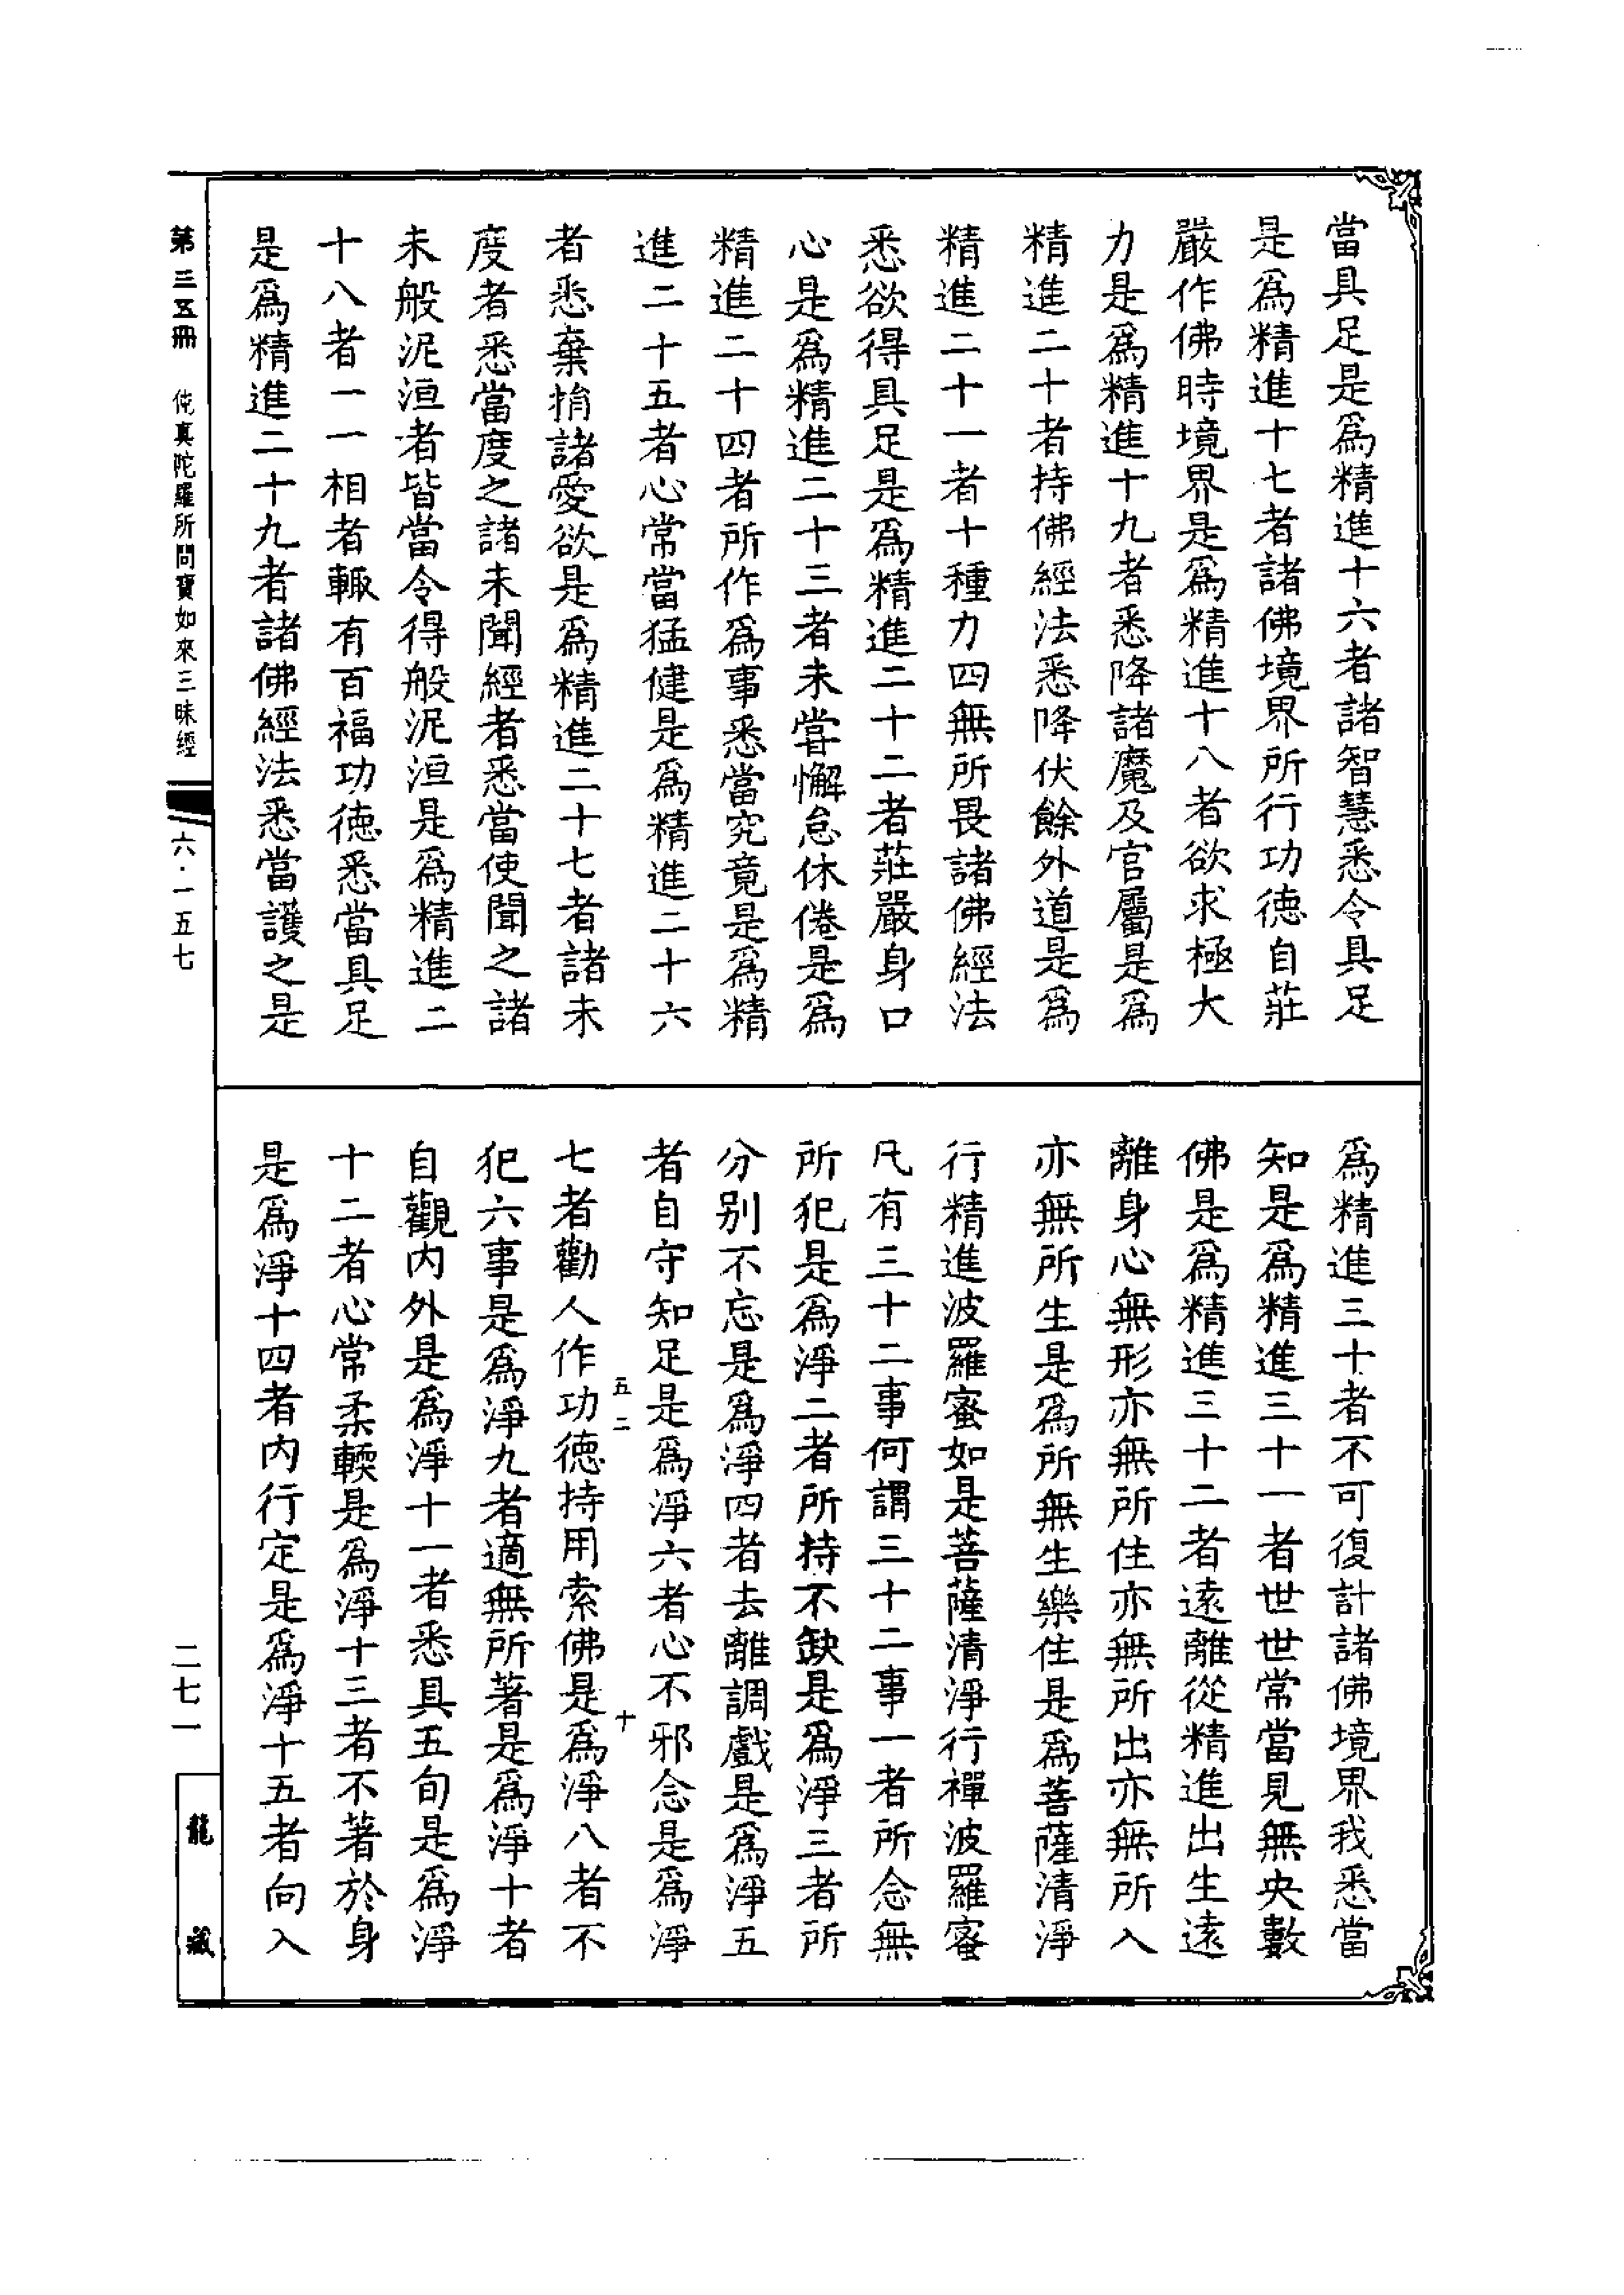 當具足是爲精進十六者諸智慧悉令具足
是爲精進十七者諸佛境界所行功德自莊
嚴作佛時境界是爲精進十八者欲求極大
力是爲精進十九者悉降諸魔及官屬是爲
精進二十者持佛經法悉降伏餘外道是爲
精進二十一者十種力四無所畏諸佛經法
悉欲得具足是爲精進二十二者莊嚴身口
心是爲精進二十三者未嘗懈怠休倦是爲
精進二十四者所作爲事悉當究竟是爲精
進二十五者心常當猛健是爲精進二十六
者悉棄捐諸愛欲是爲精進二十七者諸未
度者悉當度之諸未聞經者悉當使聞之諸
未般泥洹者皆當令得般泥洹是爲精進二
十八者一一相者輙有百福功德悉當具足
是爲精進二十九者諸佛經法悉當護之是
爲精進三十者不可復計諸佛境界我悉當
知是爲精進三十一者世世常當見無央數
佛是爲精進三十二者遠離從精進出生遠
離身心無形亦無所住亦無所出亦無所入
亦無所生是爲所無生樂住是爲菩薩清淨
行精進波羅蜜如是菩薩清淨行禪波羅蜜
凡有三十二事何謂三十二事一者所念無
所犯是爲淨二者所持不缺是爲淨三者所
分別不忘是爲淨四者去離調戲是爲淨五
者自守知足是爲淨六者心不邪念是爲淨
五二 十
七者勸人作功德持用索佛是爲淨八者不
犯六事是爲淨九者適無所著是爲淨十者
自觀內外是爲淨十一者悉具五旬是爲淨
十二者心常柔輭是爲淨十三者不著於身
是爲淨十四者內行定是爲淨十五者向入
第三五冊 伅真陀羅所問寶如來三昧經 六·一五七
二七一 龍藏